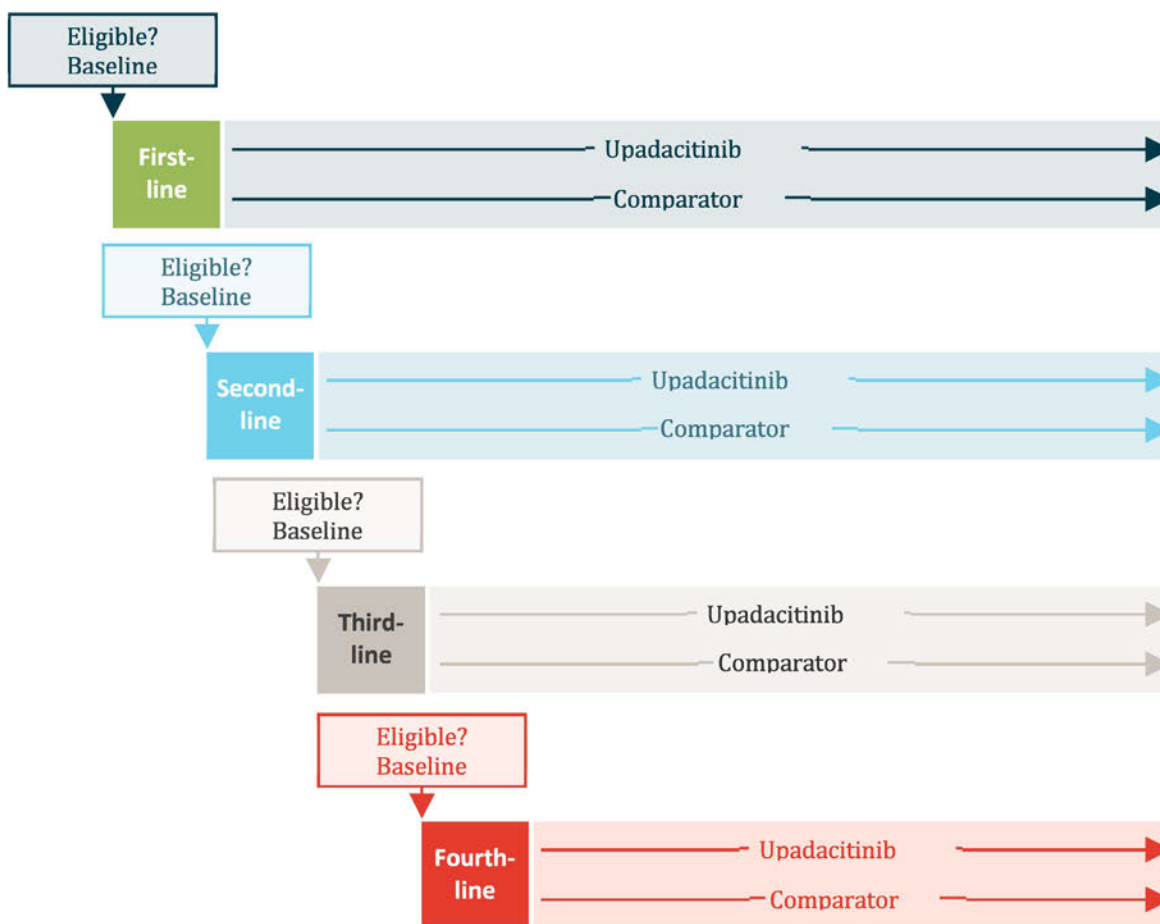 Eligible?
Baseline
First-
line
Upadacitinib
Comparator
Eligible?
Baseline
Second-
line
Upadacitinib
Comparator
Eligible?
Baseline
Third-
line
Upadacitinib
Comparator
Eligible?
Baseline
Fourth-
line
Upadacitinib
Comparator